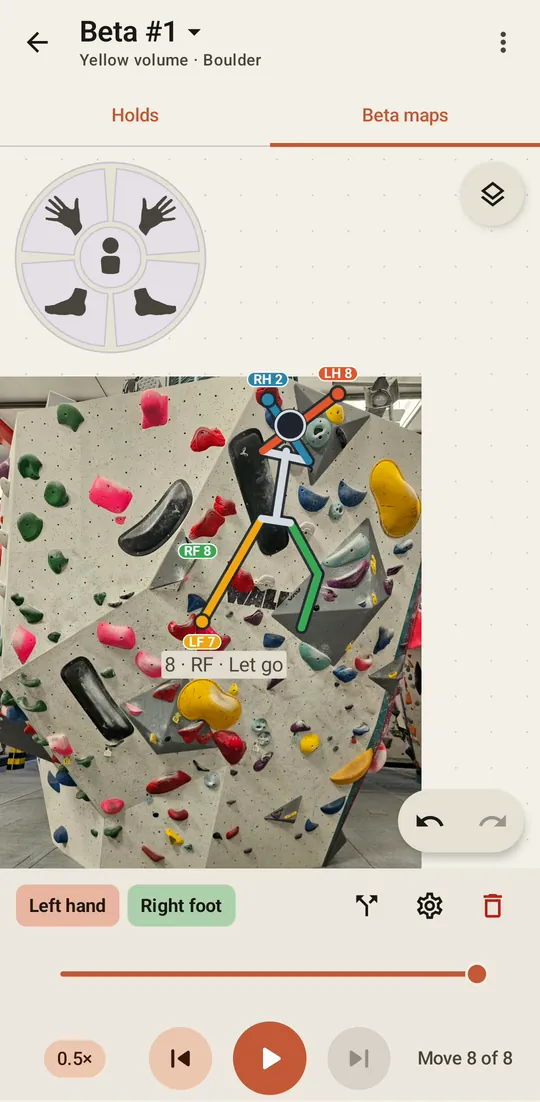 Beta #1
Yellow volume · Boulder
Holds
Beta maps
RH 2
LH 8
RF 8
LF 7
8 · RF · Let go
Left hand
Right foot
0.5×
Move 8 of 8